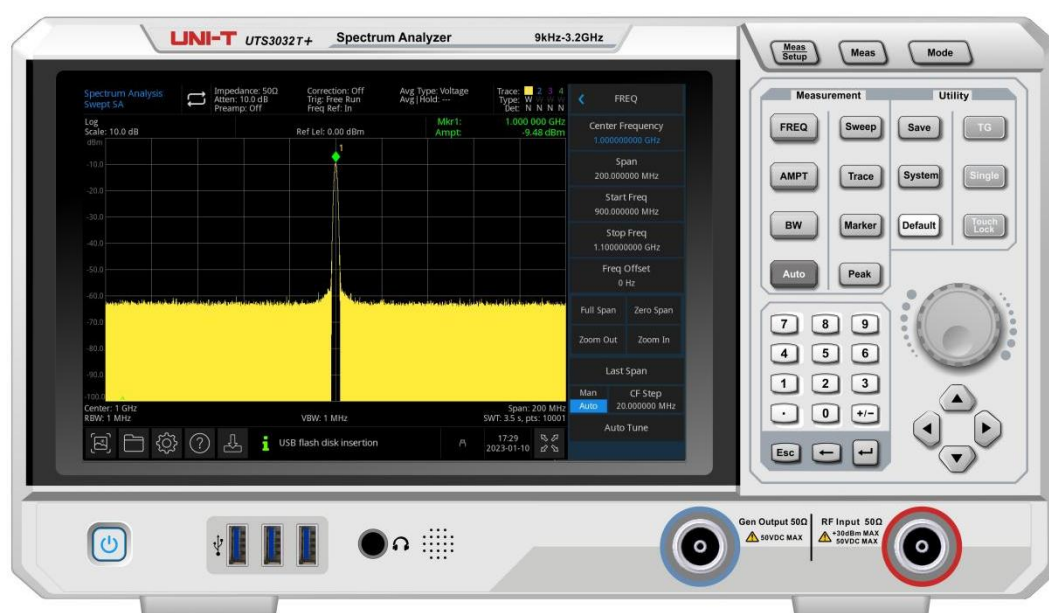 UNI-T UTS3032T+ Spectrum Analyzer 9kHz-3.2GHz
Spectrum Analysis
Swept SA
Impedance: 50Ω
Atten: 10.0 dB
Preamp: Off
Correction: Off
Trig: Free Run
Freq Ref: In
Avg Type: Voltage
Avg|Hold: ---
Trace: 1 2 3 4
Type: W W W W
Det: N N N N
Log
Scale: 10.0 dB
Ref Lel: 0.00 dBm
Mkr1: 1.000 000 GHz
Ampt: -9.48 dBm
dBm
1
-10.0
-20.0
-30.0
-40.0
-50.0
-60.0
-70.0
-80.0
-90.0
-100.0
Center: 1 GHz
RBW: 1 MHz
VBW: 1 MHz
Span: 200 MHz
SWT: 3.5 s, pts: 10001
USB flash disk insertion
17:29
2023-01-10
FREQ
Center Frequency
1.000000000 GHz
Span
200.000000 MHz
Start Freq
900.000000 MHz
Stop Freq
1.100000000 GHz
Freq Offset
0 Hz
Full Span Zero Span
Zoom Out Zoom In
Last Span
Man CF Step
Auto 20.000000 MHz
Auto Tune
Meas
Setup
Meas
Mode
Measurement Utility
FREQ Sweep Save TG
AMPT Trace System Single
BW Marker Default Touch
Lock
Auto Peak
7 8 9
4 5 6
1 2 3
. 0 +/-
Esc
Gen Output 50Ω
50VDC MAX
RF Input 50Ω
+30dBm MAX
50VDC MAX